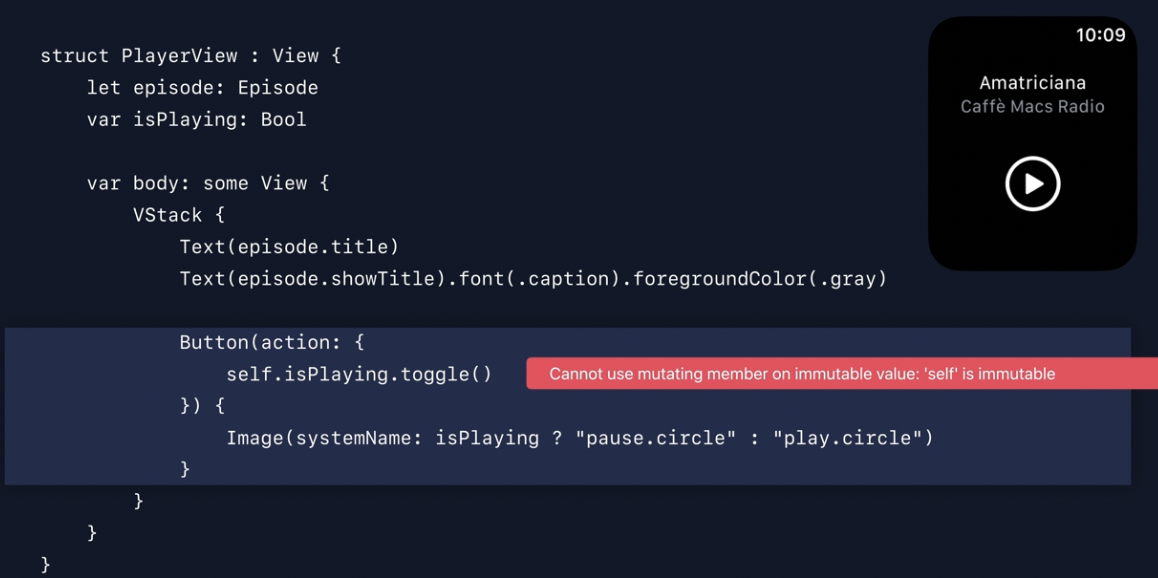 struct PlayerView : View {
    let episode: Episode
    var isPlaying: Bool

    var body: some View {
        VStack {
            Text(episode.title)
            Text(episode.showTitle).font(.caption).foregroundColor(.gray)

            Button(action: {
                self.isPlaying.toggle()
Cannot use mutating member on immutable value: 'self' is immutable
            }) {
                Image(systemName: isPlaying ? "pause.circle" : "play.circle")
            }
        }
    }
}
10:09
Amatriciana
Caffè Macs Radio